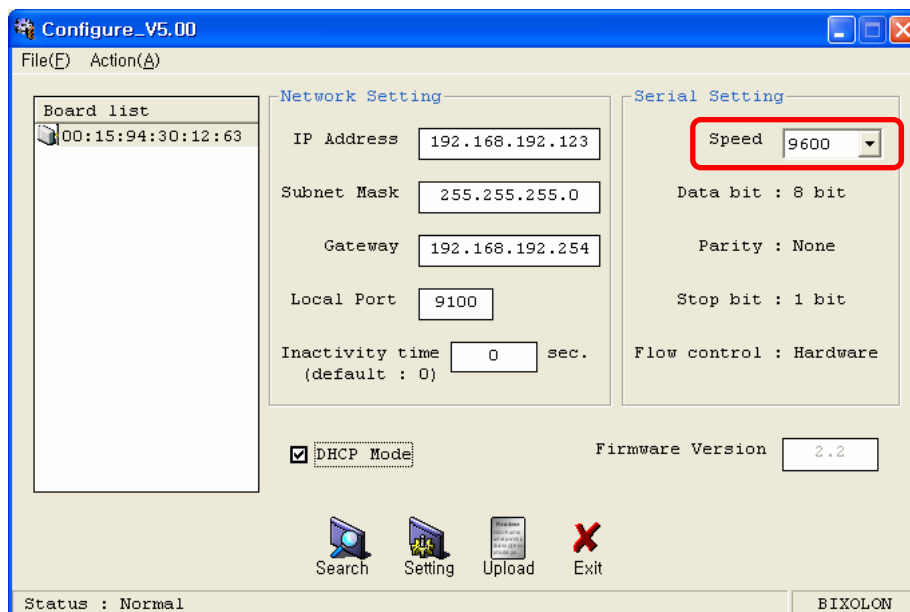 Configure_V5.00
File(F) Action(A)
Board list
00:15:94:30:12:63
Network Setting
IP Address 192.168.192.123
Subnet Mask 255.255.255.0
Gateway 192.168.192.254
Local Port 9100
Inactivity time 0 sec.
(default : 0)
Serial Setting
Speed 9600
Data bit : 8 bit
Parity : None
Stop bit : 1 bit
Flow control : Hardware
DHCP Mode
Firmware Version 2.2
Search Setting Upload Exit
Status : Normal BIXOLON